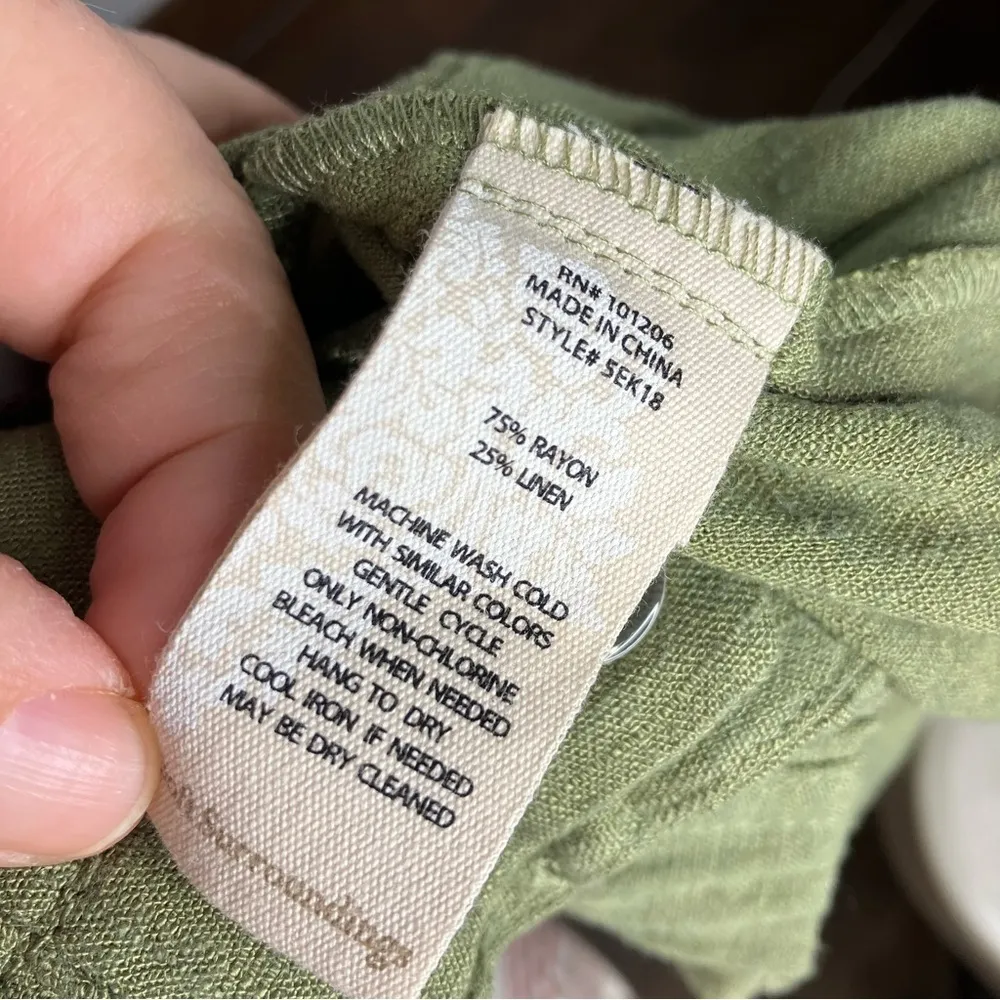 RN# 101206
MADE IN CHINA
STYLE# 5EK18
75% RAYON
25% LINEN
MACHINE WASH COLD
WITH SIMILAR COLORS
GENTLE CYCLE
ONLY NON-CHLORINE
BLEACH WHEN NEEDED
HANG TO DRY
COOL IRON IF NEEDED
MAY BE DRY CLEANED